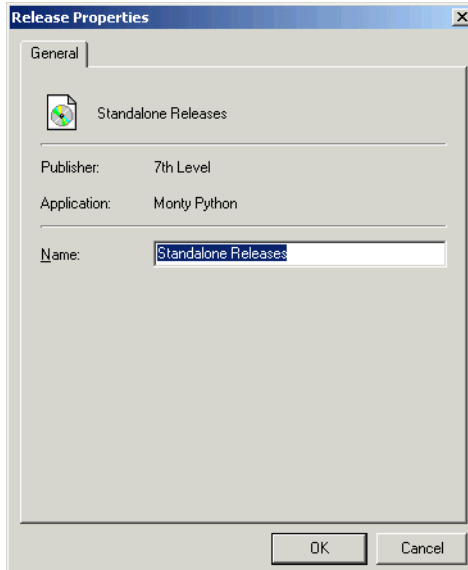 Release Properties
General
Standalone Releases
Publisher: 7th Level
Application: Monty Python
Name: Standalone Releases
OK Cancel